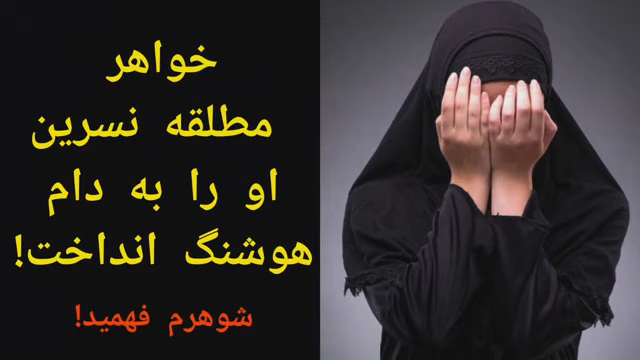 خواهر
مطلقه نسرین
او را به دام
هوشنگ انداخت!
شوهرم فهمید!